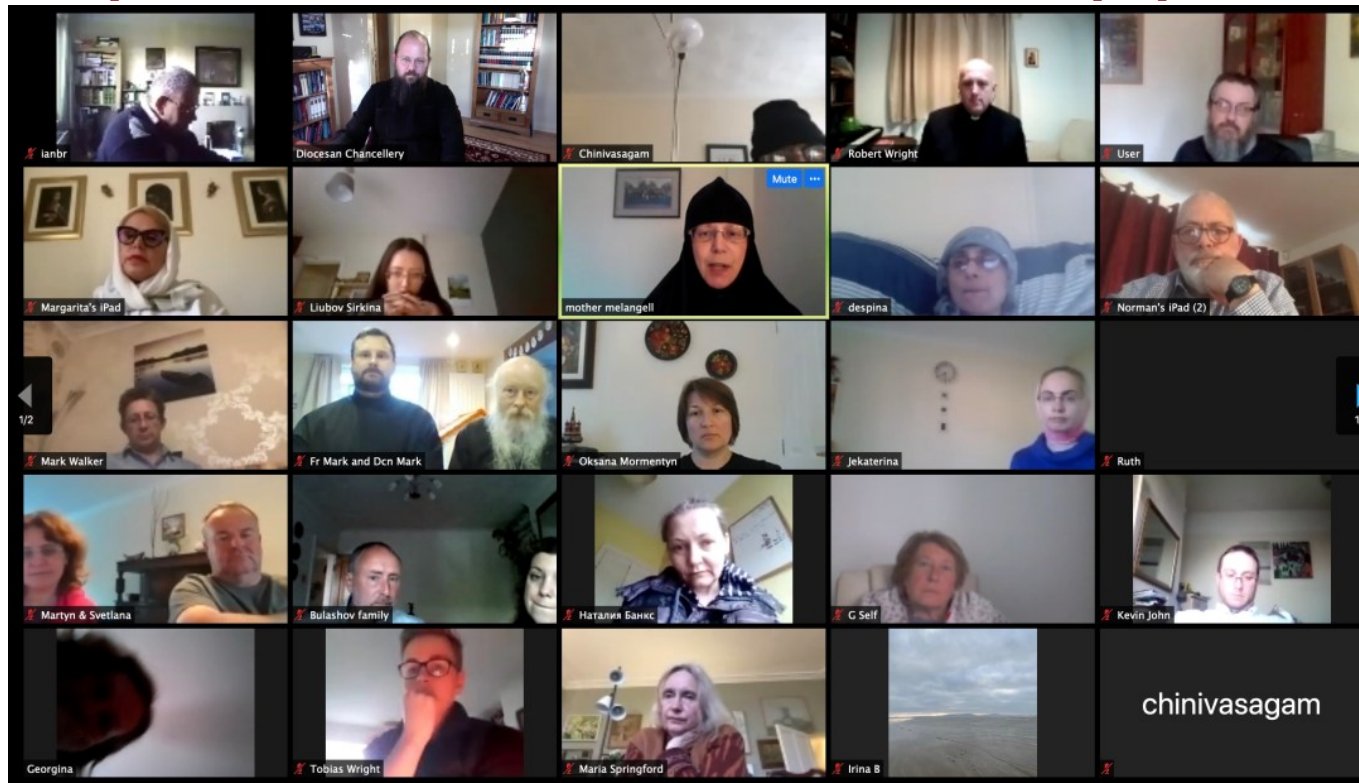 ianbr
Diocesan Chancellery
Chinivasagam
Robert Wright
User
Margarita's iPad
Liubov Sirkina
Mute ...
mother melangell
despina
Norman's iPad (2)
1/2
Mark Walker
Fr Mark and Dcn Mark
Oksana Mormentyn
Jekaterina
Ruth
Martyn & Svetlana
Bulashov family
Наталия Банкс
G Self
Kevin John
Georgina
Tobias Wright
Maria Springford
Irina B
chinivasagam